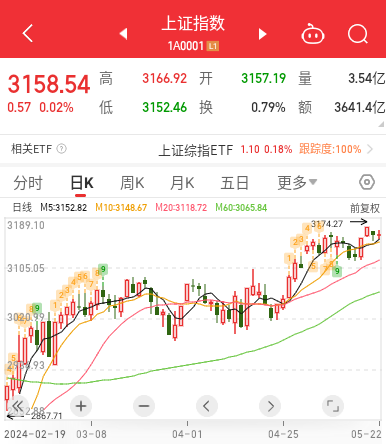 上证指数
1A0001 L1
3158.54 高 3166.92 开 3157.19 量 3.54亿
0.57 0.02% 低 3152.46 换 0.79% 额 3641.4亿
相关ETF ? 上证综指ETF 1.10 0.18% 跟踪度:100%
分时 日K 周K 月K 五日 更多
日线 M5:3152.82 M10:3148.67 M20:3118.72 M60:3065.84 前复权
3189.10
3174.27
3105.05
3020.99
2867.71
2024-02-19 03-08 04-01 04-25 05-22